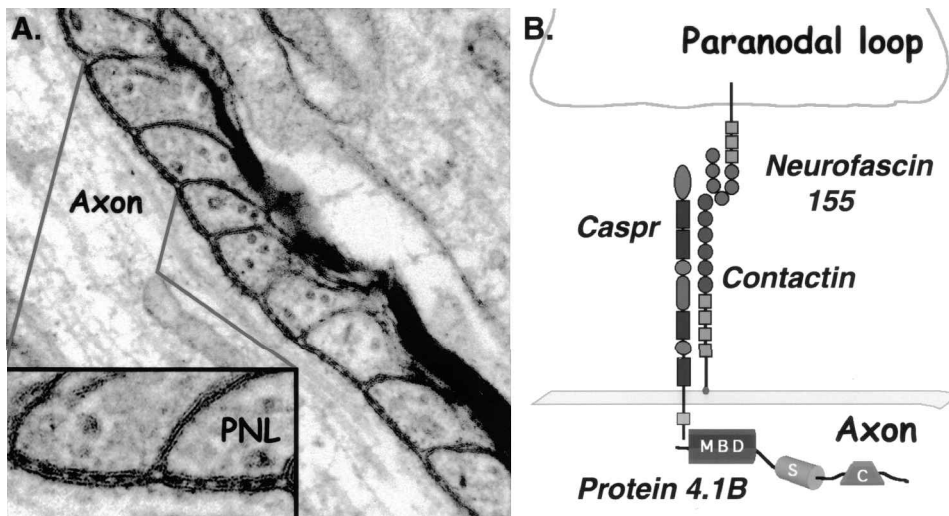 A.
Axon
PNL
B.
Paranodal loop
Neurofascin
155
Caspr
Contactin
Axon
MBD
S
C
Protein 4.1B